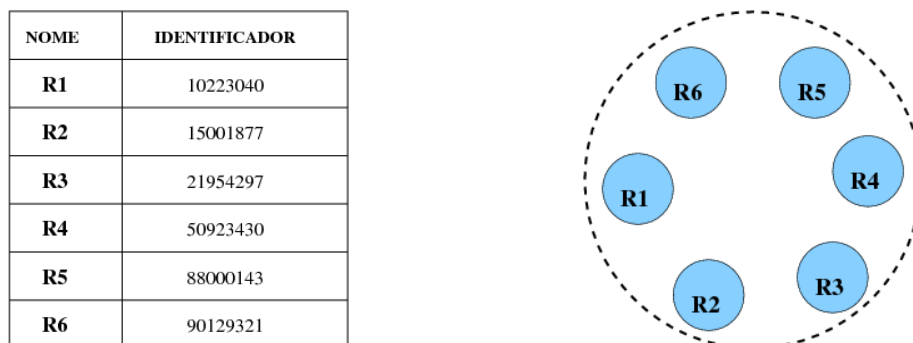 NOME IDENTIFICADOR
R1 10223040
R2 15001877
R3 21954297
R4 50923430
R5 88000143
R6 90129321
R6 R5
R4
R1
R3
R2